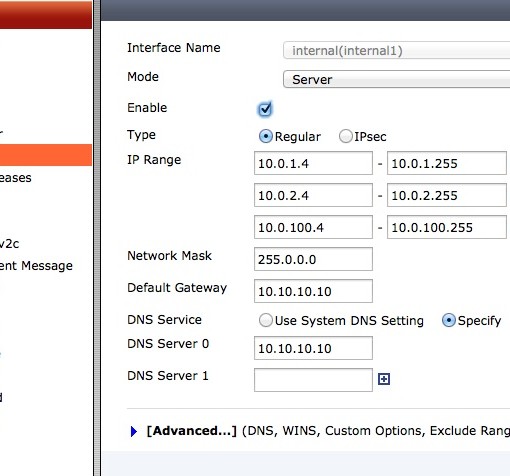 Interface Name internal(internal1)
Mode Server
Enable
Type Regular IPsec
IP Range 10.0.1.4 - 10.0.1.255
10.0.2.4 - 10.0.2.255
10.0.100.4 - 10.0.100.255
Network Mask 255.0.0.0
Default Gateway 10.10.10.10
DNS Service Use System DNS Setting Specify
DNS Server 0 10.10.10.10
DNS Server 1
[Advanced...] (DNS, WINS, Custom Options, Exclude Rang
eases
v2c
ent Message